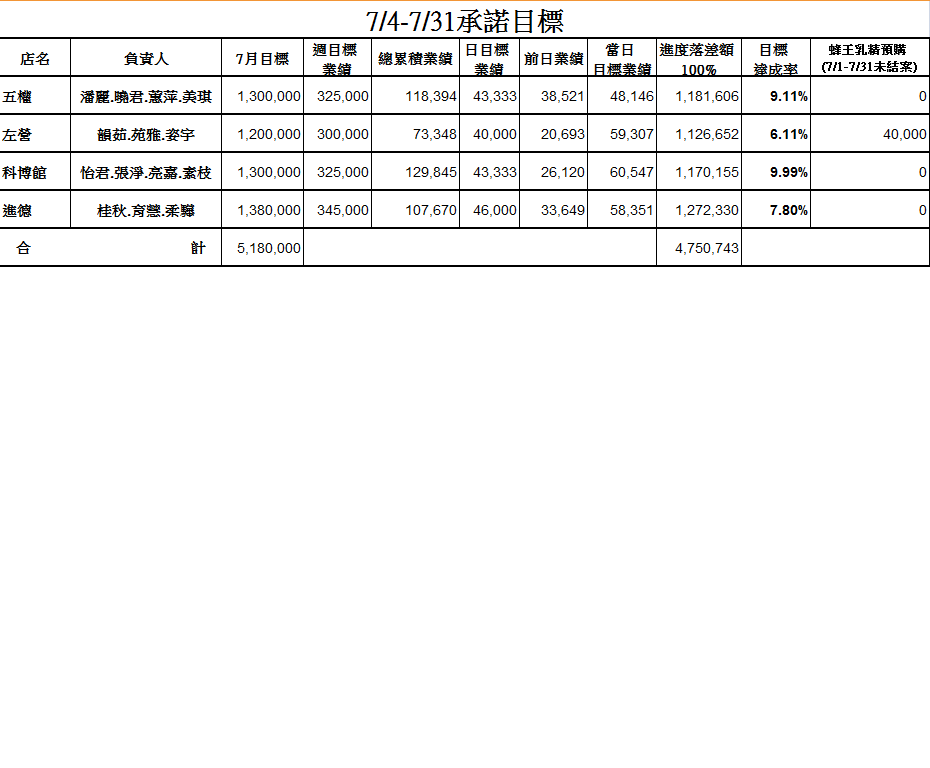 7/4-7/31承諾目標
店名 負責人 7月目標 週目標業績 總累積業績 日目標業績 前日業績 當日目標業績 進度落差額100% 目標達成率 蜂王乳精預購(7/1-7/31未結案)
五權 潘麗.曉君.蕙萍.美琪 1,300,000 325,000 118,394 43,333 38,521 48,146 1,181,606 9.11% 0
左營 韻茹.苑雅.姿宇 1,200,000 300,000 73,348 40,000 20,693 59,307 1,126,652 6.11% 40,000
科博館 怡君.張淨.亮嘉.素枝 1,300,000 325,000 129,845 43,333 26,120 60,547 1,170,155 9.99% 0
進德 桂秋.育慧.柔驊 1,380,000 345,000 107,670 46,000 33,649 58,351 1,272,330 7.80% 0
合計 5,180,000 4,750,743